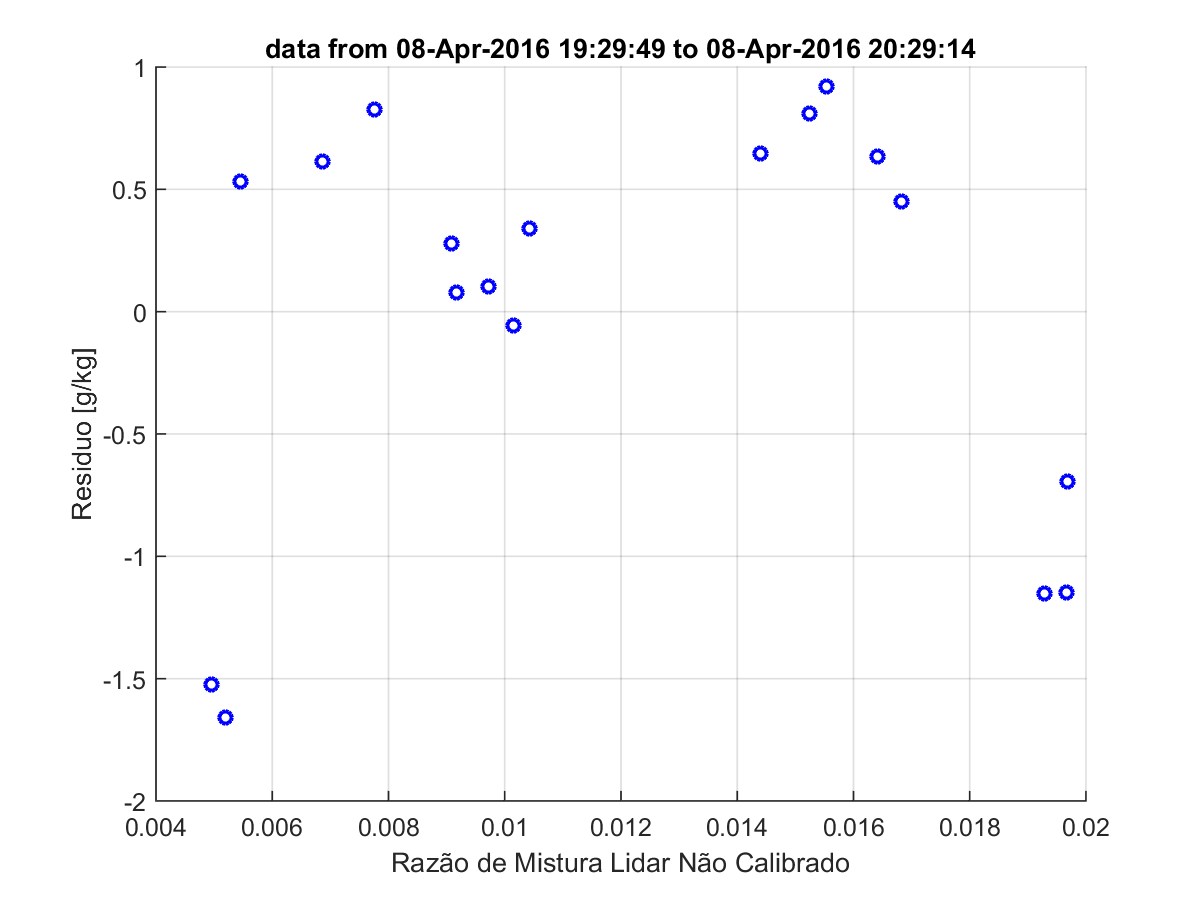 data from 08-Apr-2016 19:29:49 to 08-Apr-2016 20:29:14
1
0.5
0
-0.5
-1
-1.5
-2
Residuo [g/kg]
0.004 0.006 0.008 0.01 0.012 0.014 0.016 0.018 0.02
Razão de Mistura Lidar Não Calibrado